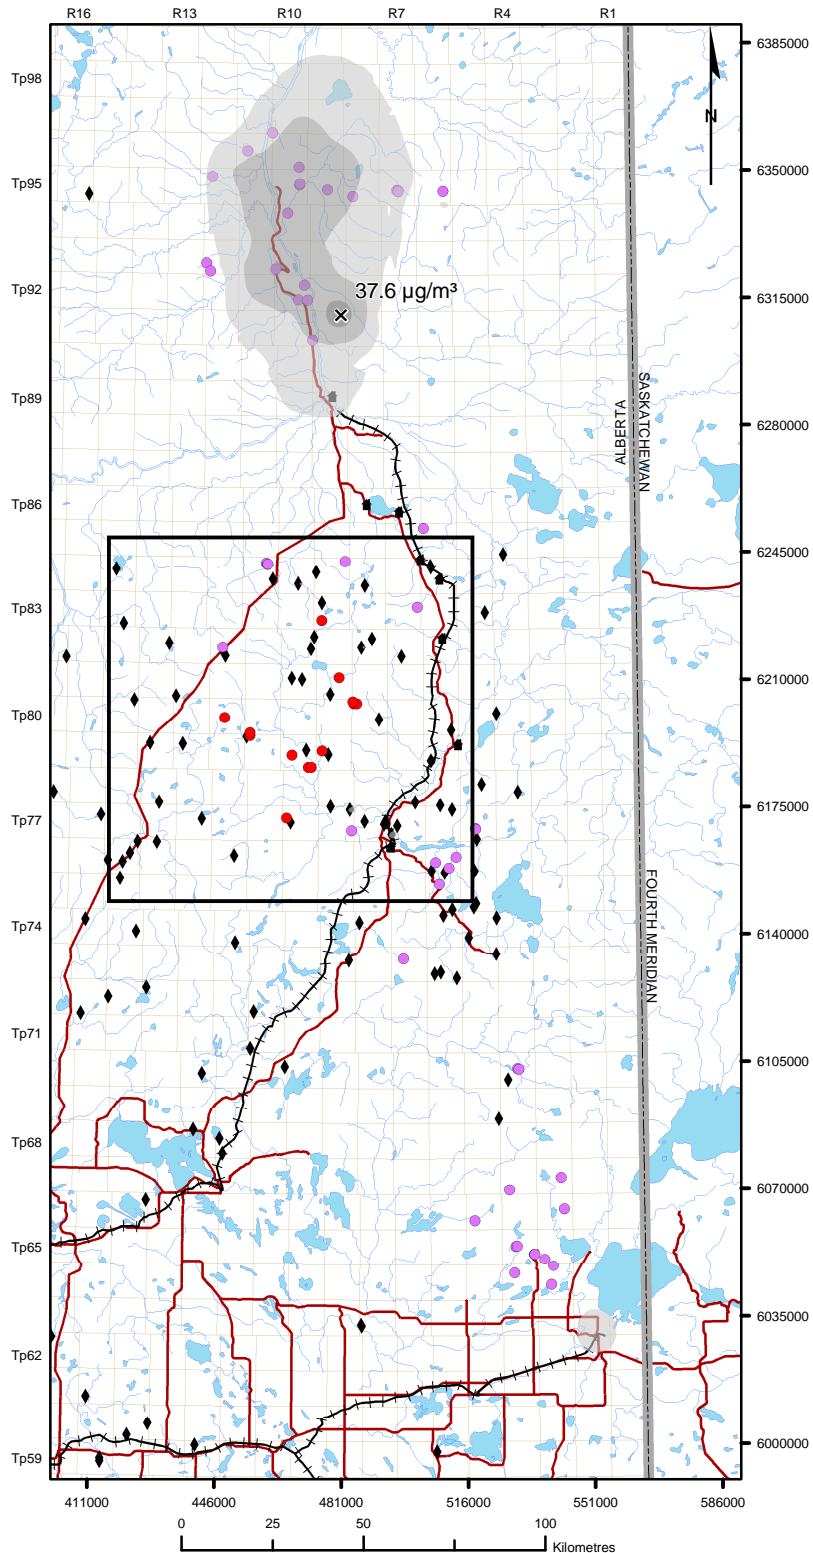 R16 R13 R10 R7 R4 R1
6385000
Tp98
N
6350000
Tp95
Tp92
37.6 µg/m³
6315000
Tp89
ALBERTA
SASKATCHEWAN
6280000
Tp86
6245000
Tp83
6210000
Tp80
6175000
Tp77
FOURTH MERIDIAN
Tp74
6140000
Tp71
6105000
Tp68
6070000
Tp65
6035000
Tp62
6000000
Tp59
411000 446000 481000 516000 551000 586000
0 25 50 100
Kilometres